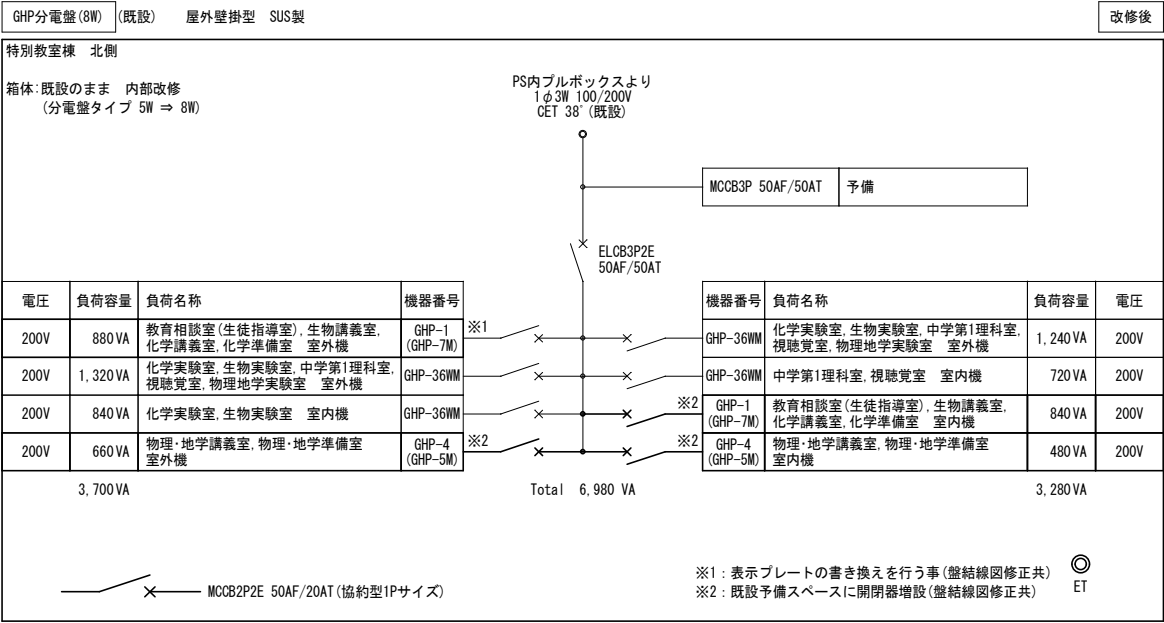 GHP分電盤(8W) (既設) 屋外壁掛型 SUS製
改修後
特別教室棟 北側
箱体:既設のまま 内部改修
(分電盤タイプ 5W ⇒ 8W)
PS内プルボックスより
1φ3W 100/200V
CET 38°(既設)
MCCB3P 50AF/50AT 予備
ELCB3P2E
50AF/50AT
電圧 負荷容量 負荷名称 機器番号
200V 880VA 教育相談室(生徒指導室),生物講義室,
化学講義室,化学準備室 室外機
GHP-1
(GHP-7M)
※1
200V 1,320VA 化学実験室,生物実験室,中学第1理科室,
視聴覚室,物理地学実験室 室外機
GHP-36WM
200V 840VA 化学実験室,生物実験室 室内機 GHP-36WM
200V 660VA 物理・地学講義室,物理・地学準備室
室外機
GHP-4
(GHP-5M)
※2
3,700VA
機器番号 負荷名称 負荷容量 電圧
GHP-36WM 化学実験室,生物実験室,中学第1理科室,
視聴覚室,物理地学実験室 室外機
1,240VA 200V
GHP-36WM 中学第1理科室,視聴覚室 室内機 720VA 200V
※2
GHP-1
(GHP-7M)
教育相談室(生徒指導室),生物講義室,
化学講義室,化学準備室 室内機
840VA 200V
※2
GHP-4
(GHP-5M)
物理・地学講義室,物理・地学準備室
室内機
480VA 200V
Total 6,980 VA
3,280VA
MCCB2P2E 50AF/20AT(協約型1Pサイズ)
※1:表示プレートの書き換えを行う事(盤結線図修正共)
※2:既設予備スペースに開閉器増設(盤結線図修正共)
ET